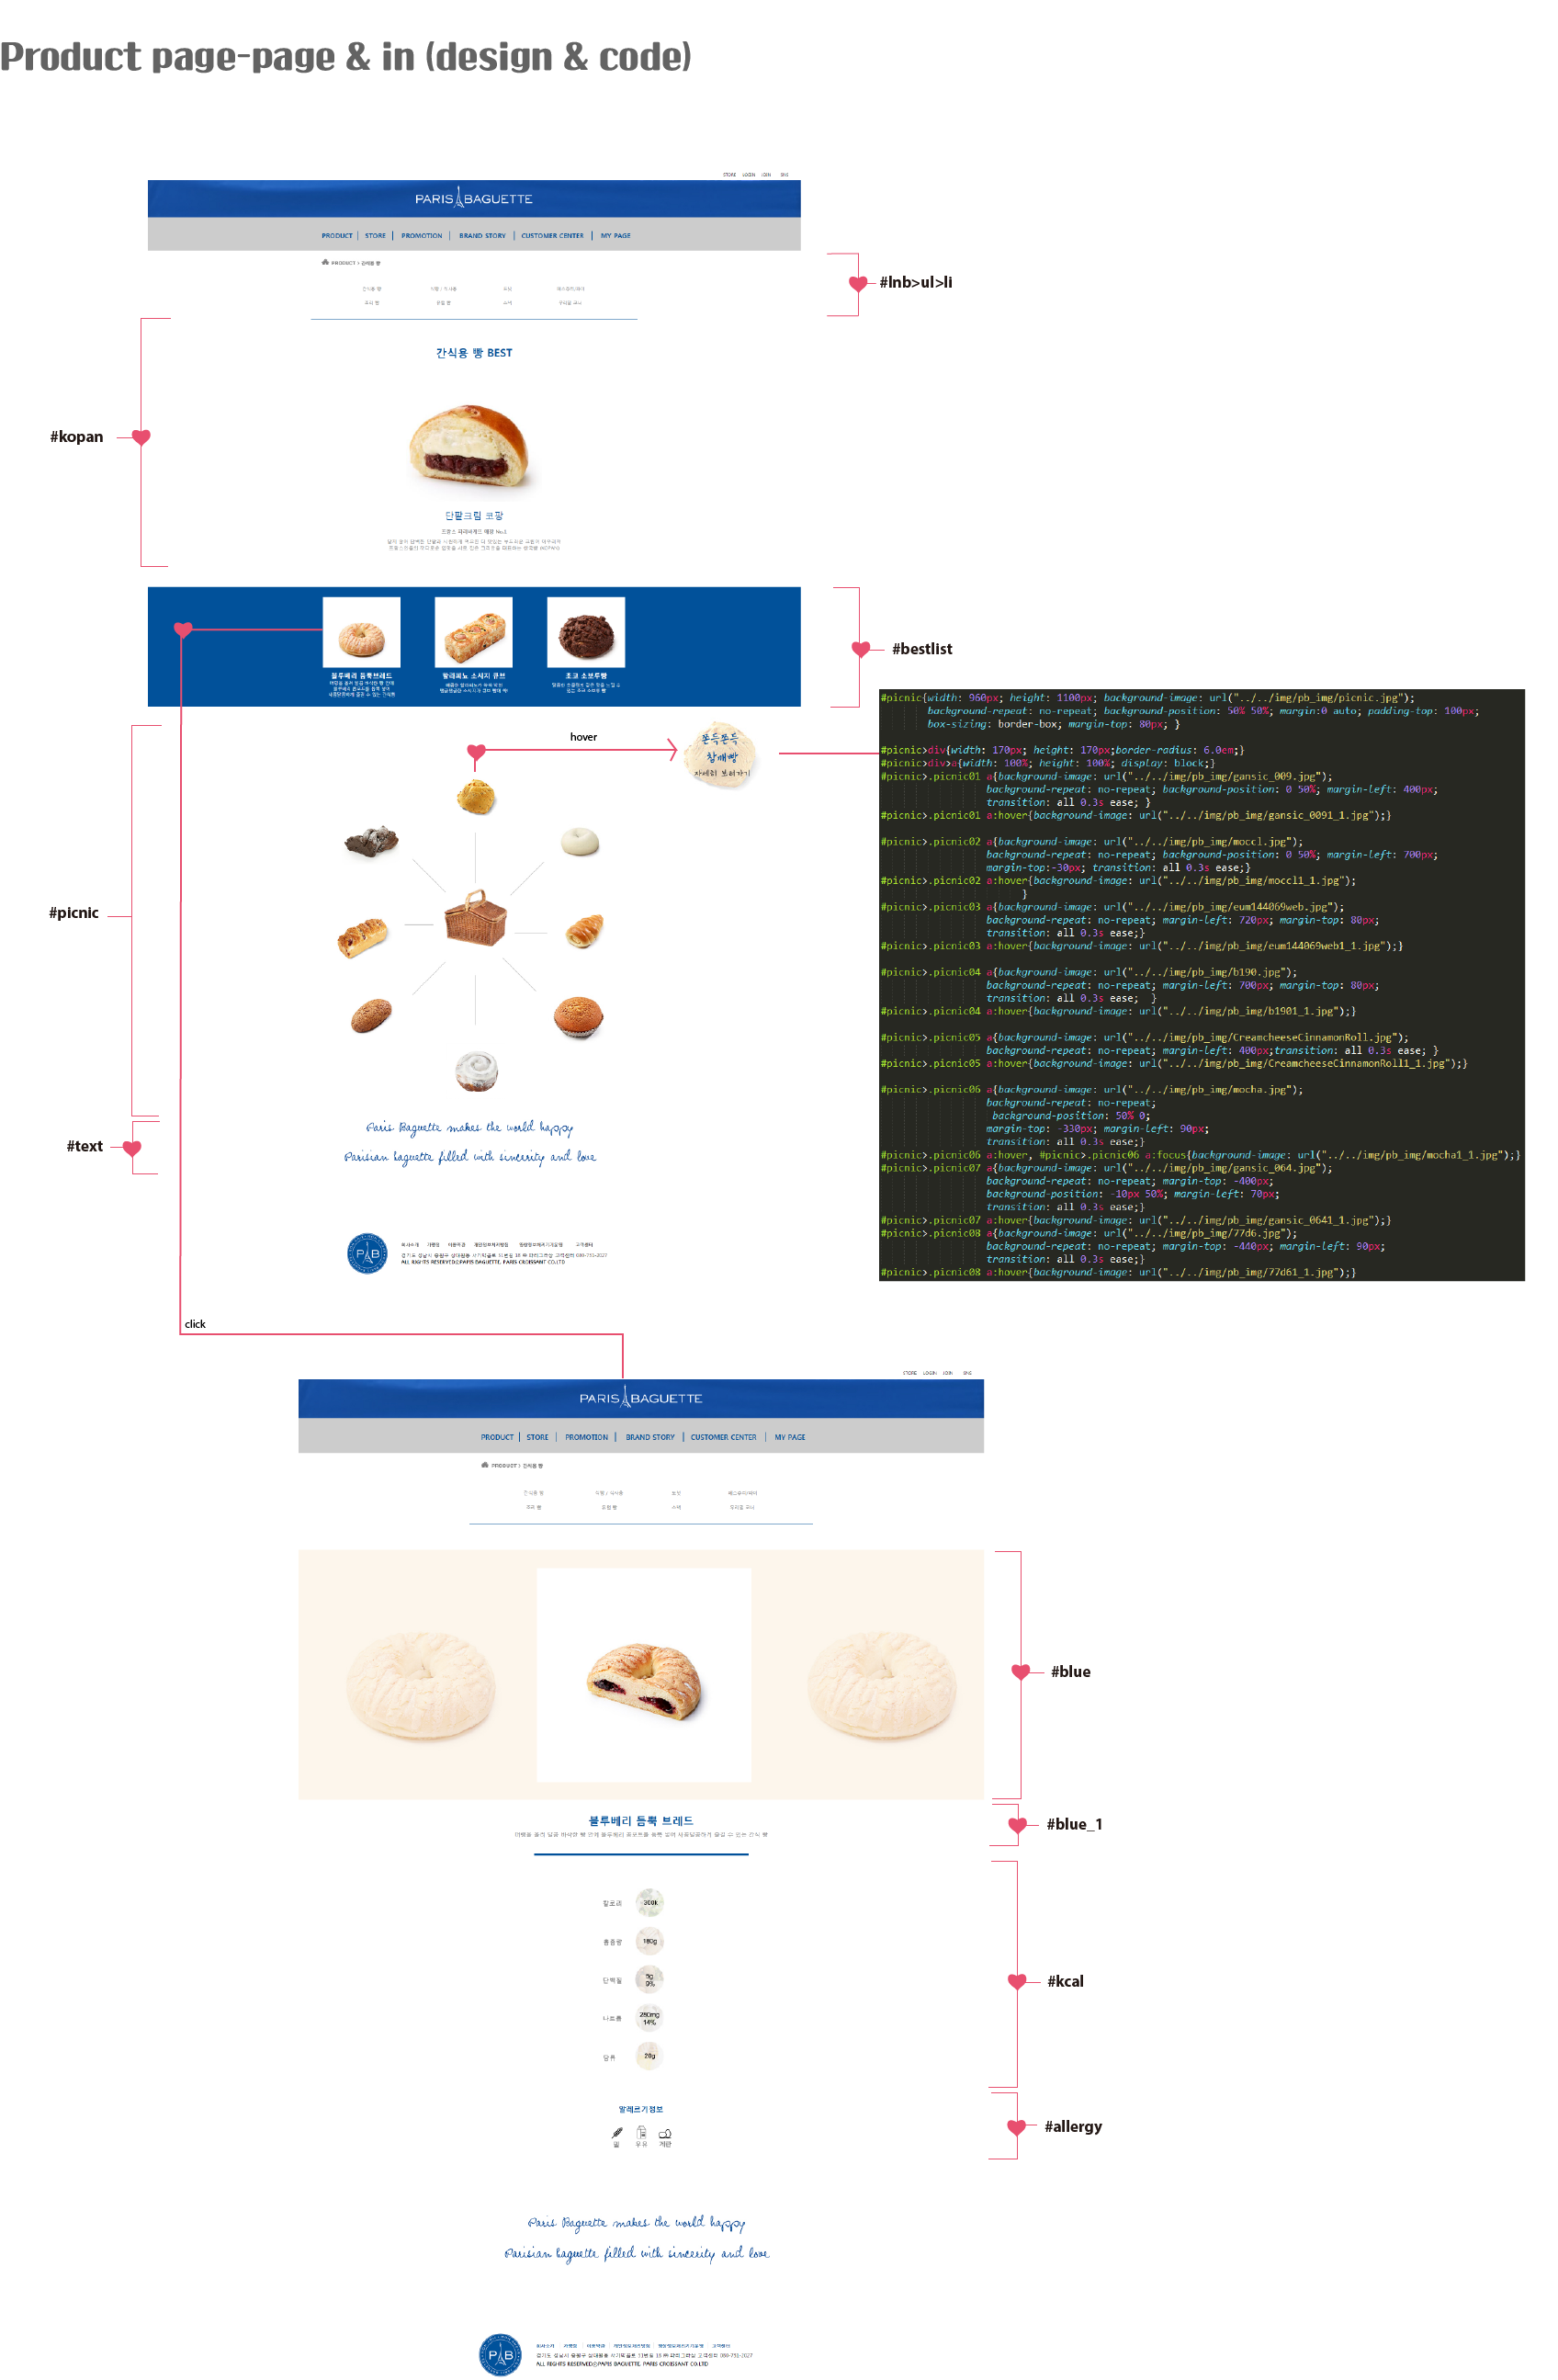 Product page-page & in (design & code)
STORE LOGIN JOIN SNS
PARIS BAGUETTE
PRODUCT STORE PROMOTION BRAND STORY CUSTOMER CENTER MY PAGE
PRODUCT > 간식용 빵
#lnb>ul>li
간식용 빵 BEST
#kopan
단팥크림 코팡
#bestlist
블루베리 듬뿍브레드
할라피뇨 소시지 큐브
초코 소보루빵
hover
쫀득쫀득
참깨빵
자세히 보러가기
#picnic{width: 960px; height: 1100px; background-image: url("../../img/pb_img/picnic.jpg");
background-repeat: no-repeat; background-position: 50% 50%; margin:0 auto; padding-top: 100px;
box-sizing: border-box; margin-top: 80px; }
#picnic>div{width: 170px; height: 170px;border-radius: 6.0em;}
#picnic>div>a{width: 100%; height: 100%; display: block;}
#picnic>.picnic01 a{background-image: url("../../img/pb_img/gansic_009.jpg");
background-repeat: no-repeat; background-position: 0 50%; margin-left: 400px;
transition: all 0.3s ease; }
#picnic>.picnic01 a:hover{background-image: url("../../img/pb_img/gansic_0091_1.jpg");}
#picnic>.picnic02 a{background-image: url("../../img/pb_img/moccl.jpg");
background-repeat: no-repeat; background-position: 0 50%; margin-left: 700px;
margin-top:-30px; transition: all 0.3s ease;}
#picnic>.picnic02 a:hover{background-image: url("../../img/pb_img/moccl1_1.jpg");
}
#picnic>.picnic03 a{background-image: url("../../img/pb_img/eum144069web.jpg");
background-repeat: no-repeat; margin-left: 720px; margin-top: 80px;
transition: all 0.3s ease;}
#picnic>.picnic03 a:hover{background-image: url("../../img/pb_img/eum144069web1_1.jpg");}
#picnic>.picnic04 a{background-image: url("../../img/pb_img/b190.jpg");
background-repeat: no-repeat; margin-left: 700px; margin-top: 80px;
transition: all 0.3s ease; }
#picnic>.picnic04 a:hover{background-image: url("../../img/pb_img/b1901_1.jpg");}
#picnic>.picnic05 a{background-image: url("../../img/pb_img/CreamcheeseCinnamonRoll.jpg");
background-repeat: no-repeat; margin-left: 400px;transition: all 0.3s ease; }
#picnic>.picnic05 a:hover{background-image: url("../../img/pb_img/CreamcheeseCinnamonRoll1_1.jpg");}
#picnic>.picnic06 a{background-image: url("../../img/pb_img/mocha.jpg");
background-repeat: no-repeat;
background-position: 50% 0;
margin-top: -330px; margin-left: 90px;
transition: all 0.3s ease;}
#picnic>.picnic06 a:hover, #picnic>.picnic06 a:focus{background-image: url("../../img/pb_img/mocha1_1.jpg");}
#picnic>.picnic07 a{background-image: url("../../img/pb_img/gansic_064.jpg");
background-repeat: no-repeat; margin-top: -400px;
background-position: -10px 50%; margin-left: 70px;
transition: all 0.3s ease;}
#picnic>.picnic07 a:hover{background-image: url("../../img/pb_img/gansic_0641_1.jpg");}
#picnic>.picnic08 a{background-image: url("../../img/pb_img/77d6.jpg");
background-repeat: no-repeat; margin-top: -440px; margin-left: 90px;
transition: all 0.3s ease;}
#picnic>.picnic08 a:hover{background-image: url("../../img/pb_img/77d61_1.jpg");}
#picnic
#text
Paris Baguette makes the world happy
Parisian baguette filled with sincerity and love
PB
ALL RIGHTS RESERVED@PARIS BAGUETTE. PARIS CROISSANT CO.LTD
click
STORE LOGIN JOIN SNS
PARIS BAGUETTE
PRODUCT STORE PROMOTION BRAND STORY CUSTOMER CENTER MY PAGE
PRODUCT > 간식용 빵
#blue
블루베리 듬뿍 브레드
#blue_1
칼로리 360k
총중량 180g
단백질 5g 9%
나트륨 280mg 14%
당류 26g
#kcal
알레르기정보
밀 우유 계란
#allergy
Paris Baguette makes the world happy
Parisian baguette filled with sincerity and love
PB
ALL RIGHTS RESERVED@PARIS BAGUETTE. PARIS CROISSANT CO.LTD